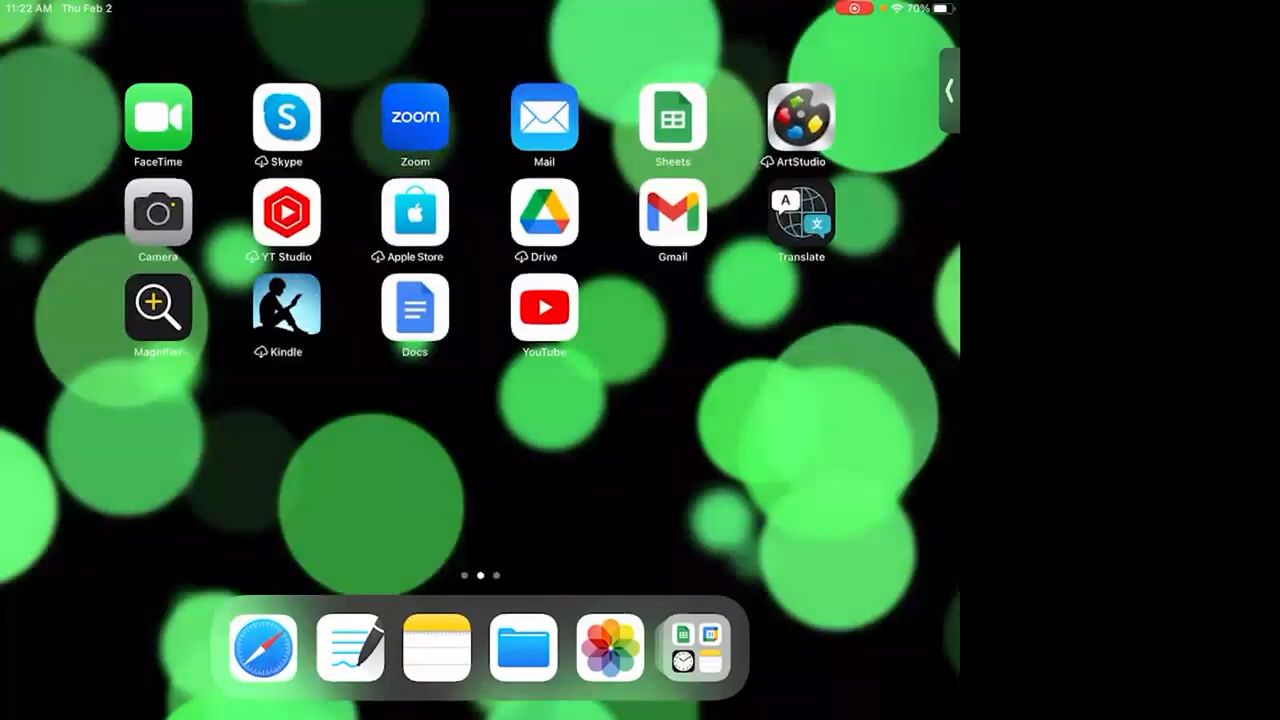 11:22 AM Thu Feb 2
70%
zoom
FaceTime
Skype
Zoom
Mail
Sheets
ArtStudio
A
文
Camera
YT Studio
Apple Store
Drive
Gmail
Translate
Magnifier
Kindle
Docs
YouTube